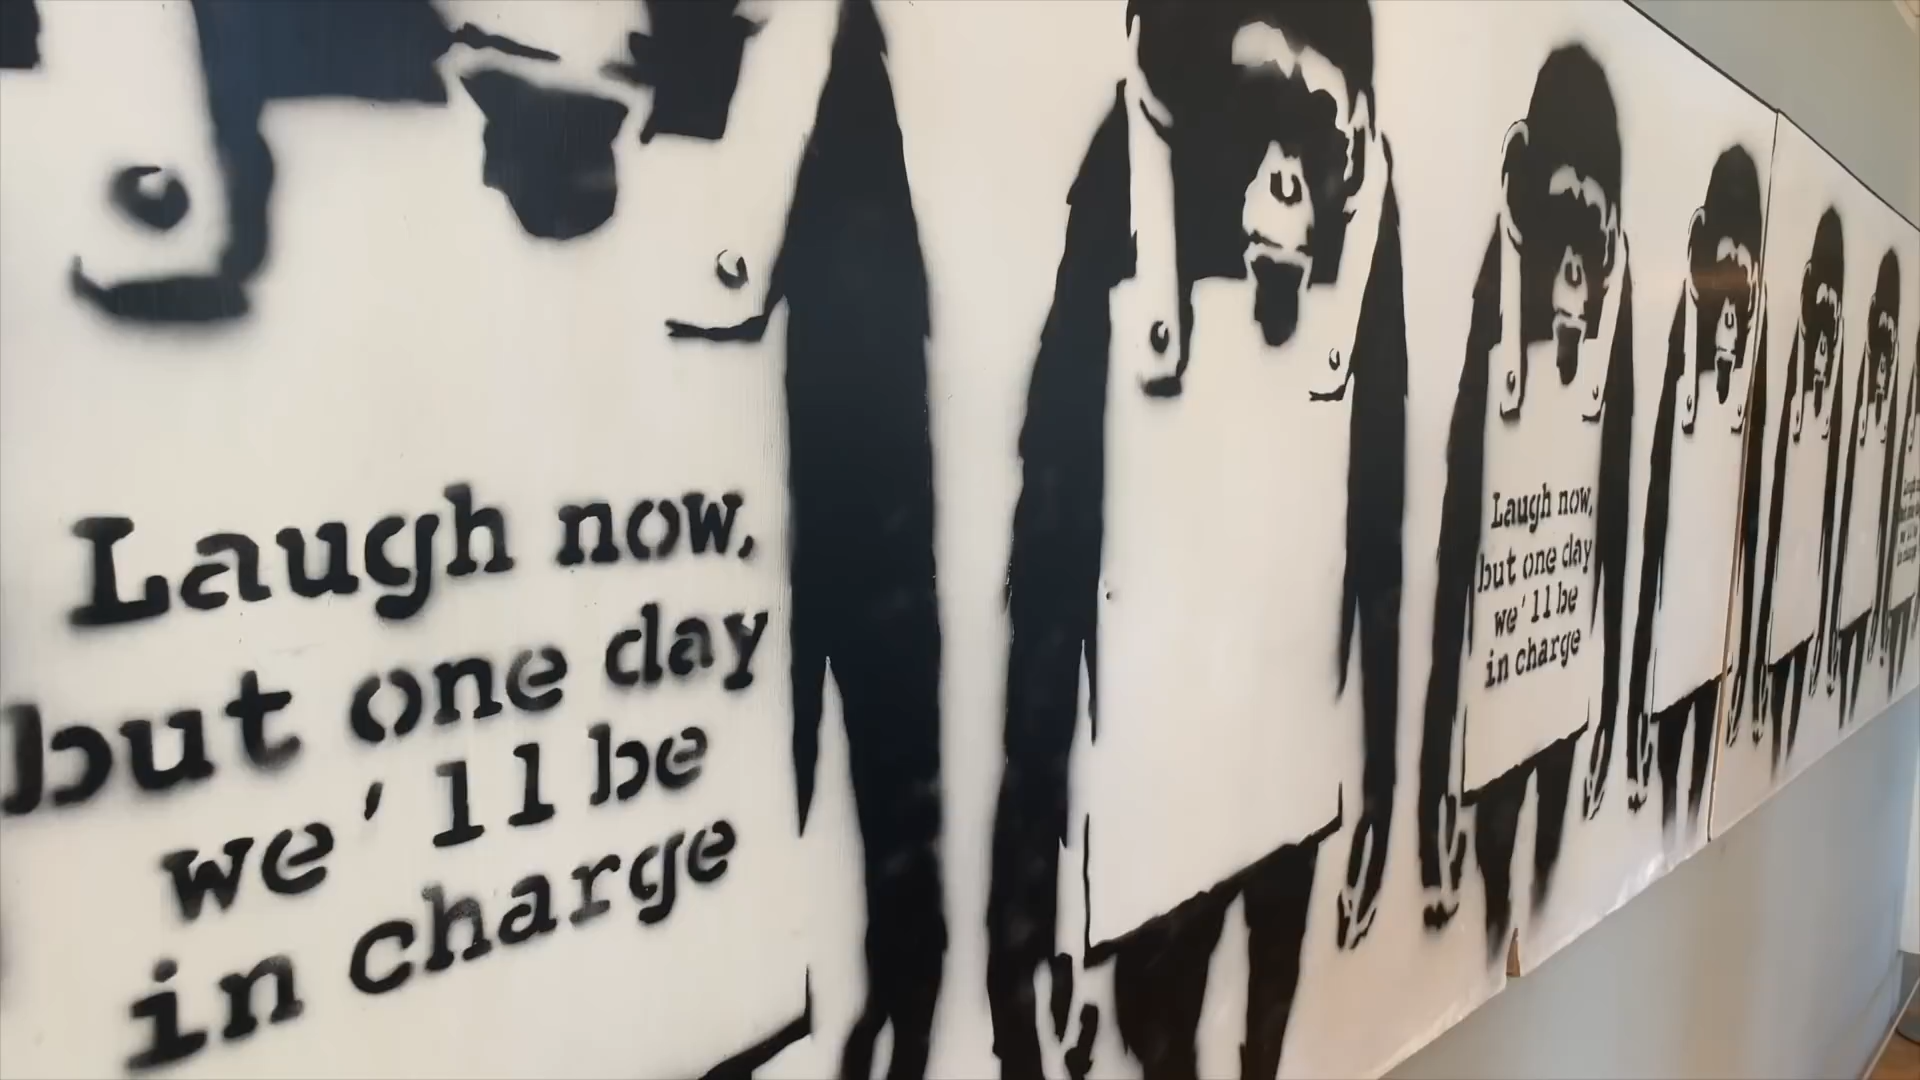 Laugh now,
but one day
we'll be
in charge
Laugh now,
but one day
we'll be
in charge